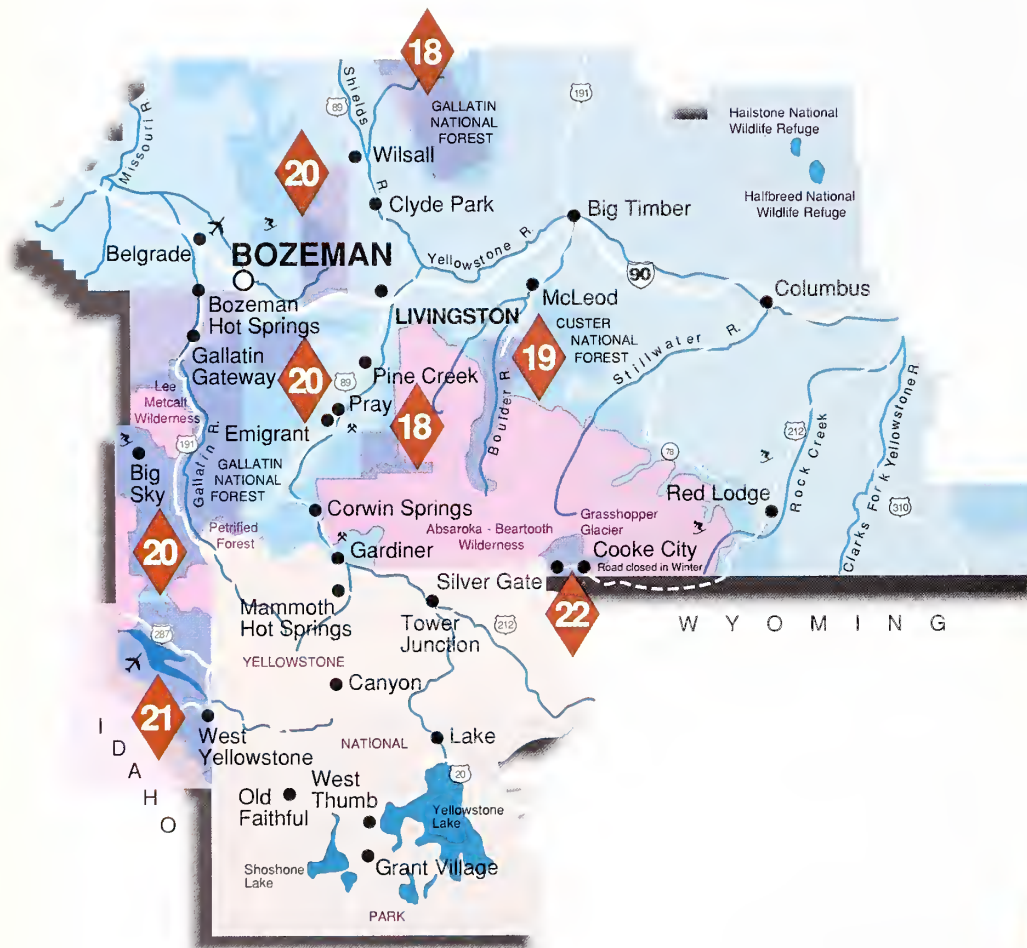 18
Shields
R.
89
GALLATIN
NATIONAL
FOREST
191
Hailstone National
Wildlife Refuge
Halfbreed National
Wildlife Refuge
Missouri R.
20
Wilsall
Clyde Park
Big Timber
Belgrade
BOZEMAN
Yellowstone R.
90
Bozeman
Hot Springs
LIVINGSTON
McLeod
Columbus
Gallatin
Gateway
20
89
Pine Creek
19
CUSTER
NATIONAL
FOREST
Stillwater R.
Lee
Metcalf
Wilderness
Pray
Emigrant
18
Boulder R.
191
Gallatin R.
GALLATIN
NATIONAL
FOREST
Big
Sky
78
212
Rock Creek
Clarks Fork Yellowstone R.
310
Red Lodge
Corwin Springs
Grasshopper
Glacier
Absaroka - Beartooth
Wilderness
20
Petrified
Forest
Gardiner
Cooke City
Road closed in Winter
Silver Gate
22
Mammoth
Hot Springs
Tower
Junction
212
WYOMING
287
YELLOWSTONE
Canyon
21
West
Yellowstone
IDAHO
NATIONAL
Lake
20
Old
Faithful
West
Thumb
Yellowstone
Lake
Shoshone
Lake
Grant Village
PARK